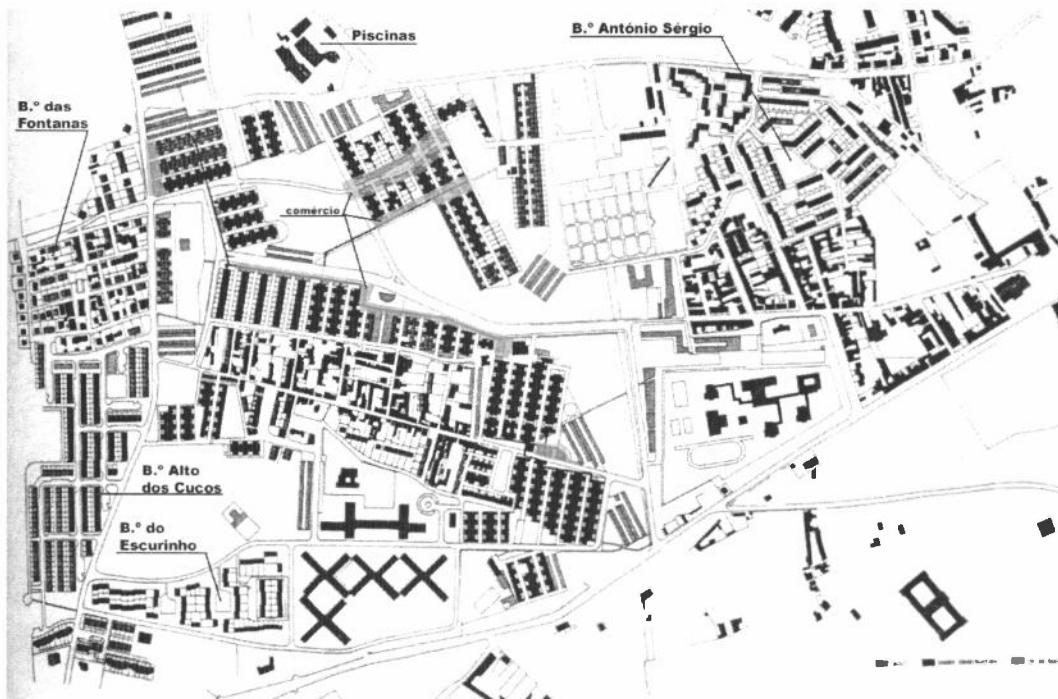 Piscinas
B.º António Sérgio
B.º das
Fontanas
comércio
B.º Alto
dos Cucos
B.º do
Escurinho